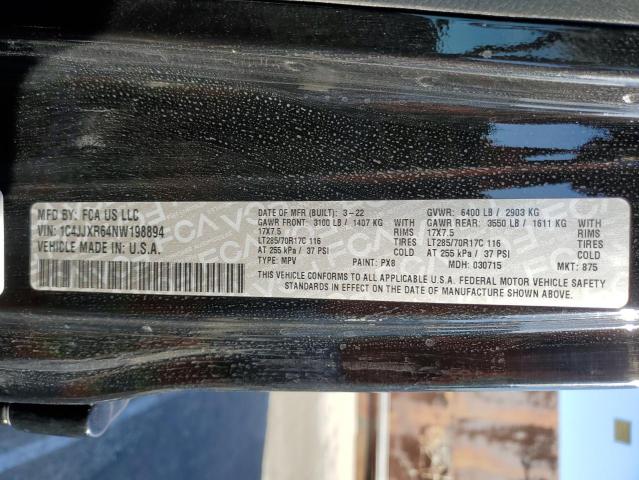 MFD BY: FCA US LLC
VIN: 1C4JJXR64NW198894
VEHICLE MADE IN U.S.A.
DATE OF MFR (BUILT): 3-22
GAWR FRONT: 3100 LB / 1407 KG
17X7.5 RIMS
LT285/70R17C 116 TIRES
AT 255 kPa / 37 PSI COLD
TYPE: MPV PAINT: PX8
GVWR: 6400 LB / 2903 KG
GAWR REAR: 3550 LB / 1611 KG
17X7.5 RIMS
LT285/70R17C 116 TIRES
AT 255 kPa / 37 PSI COLD
MDH: 030715 MKT: 875
THIS VEHICLE CONFORMS TO ALL APPLICABLE U.S.A. FEDERAL MOTOR VEHICLE SAFETY
STANDARDS IN EFFECT ON THE DATE OF MANUFACTURE SHOWN ABOVE.